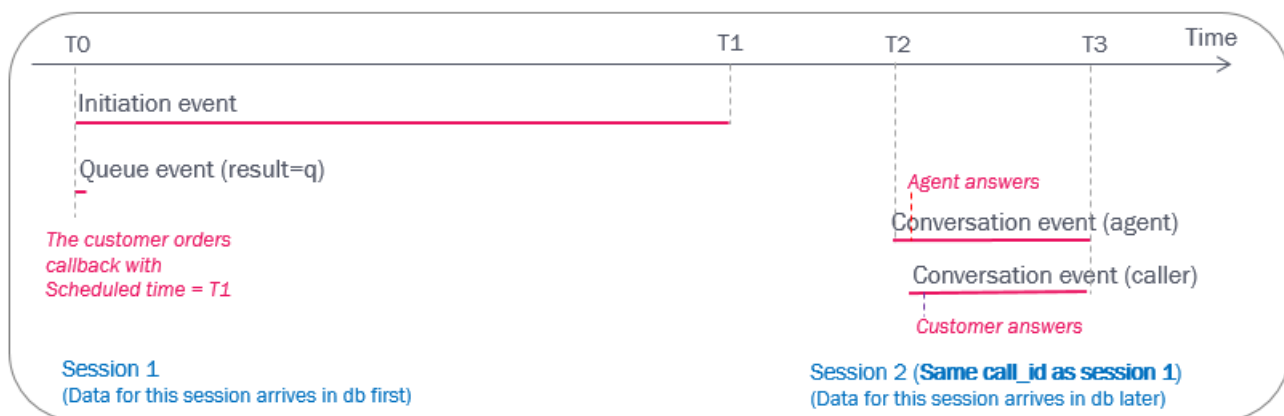 T0 T1 T2 T3 Time
Initiation event
Queue event (result=q)
The customer orders
callback with
Scheduled time = T1
Agent answers
Conversation event (agent)
Conversation event (caller)
Customer answers
Session 1
(Data for this session arrives in db first)
Session 2 (Same call_id as session 1)
(Data for this session arrives in db later)